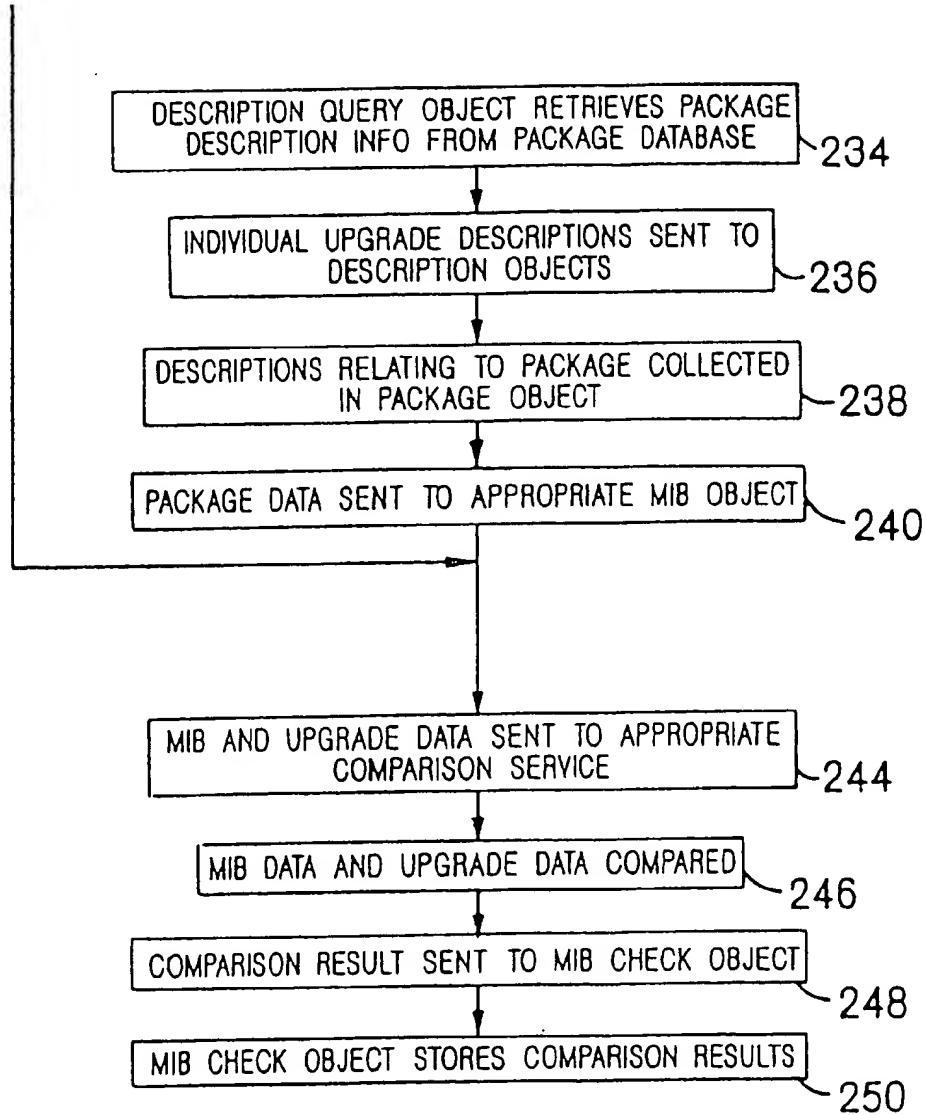 DESCRIPTION QUERY OBJECT RETRIEVES PACKAGE
DESCRIPTION INFO FROM PACKAGE DATABASE
234
INDIVIDUAL UPGRADE DESCRIPTIONS SENT TO
DESCRIPTION OBJECTS
236
DESCRIPTIONS RELATING TO PACKAGE COLLECTED
IN PACKAGE OBJECT
238
PACKAGE DATA SENT TO APPROPRIATE MIB OBJECT
240
MIB AND UPGRADE DATA SENT TO APPROPRIATE
COMPARISON SERVICE
244
MIB DATA AND UPGRADE DATA COMPARED
246
COMPARISON RESULT SENT TO MIB CHECK OBJECT
248
MIB CHECK OBJECT STORES COMPARISON RESULTS
250